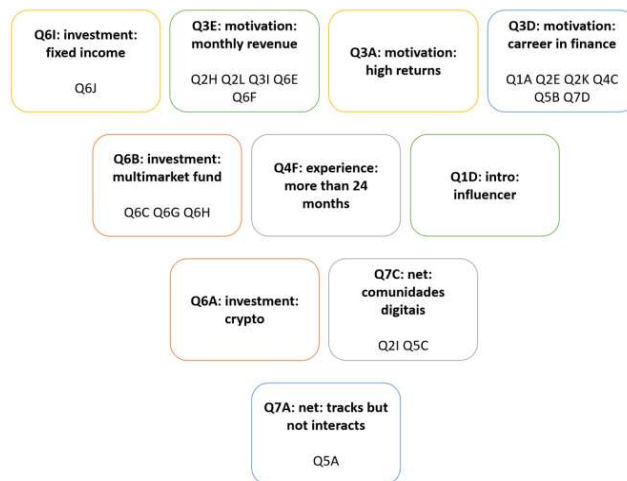 Q6I: investment:
fixed income
Q6J
Q3E: motivation:
monthly revenue
Q2H Q2L Q3I Q6E
Q6F
Q3A: motivation:
high returns
Q3D: motivation:
carreer in finance
Q1A Q2E Q2K Q4C
Q5B Q7D
Q6B: investment:
multimarket fund
Q6C Q6G Q6H
Q4F: experience:
more than 24
months
Q1D: intro:
influencer
Q6A: investment:
crypto
Q7C: net:
comunidades
digitais
Q2I Q5C
Q7A: net: tracks but
not interacts
Q5A